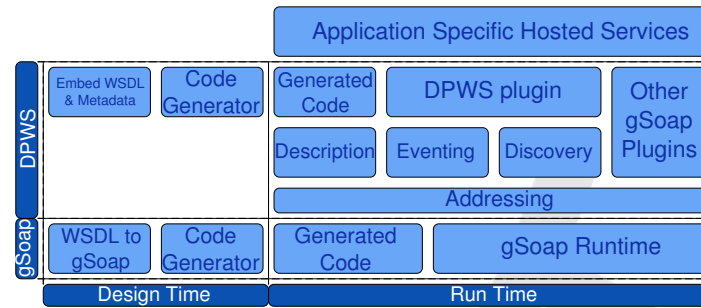 Application Specific Hosted Services
DPWS
Embed WSDL
& Metadata
Code
Generator
Generated
Code
DPWS plugin
Other
gSoap
Plugins
Description
Eventing
Discovery
Addressing
gSoap
WSDL to
gSoap
Code
Generator
Generated
Code
gSoap Runtime
Design Time
Run Time